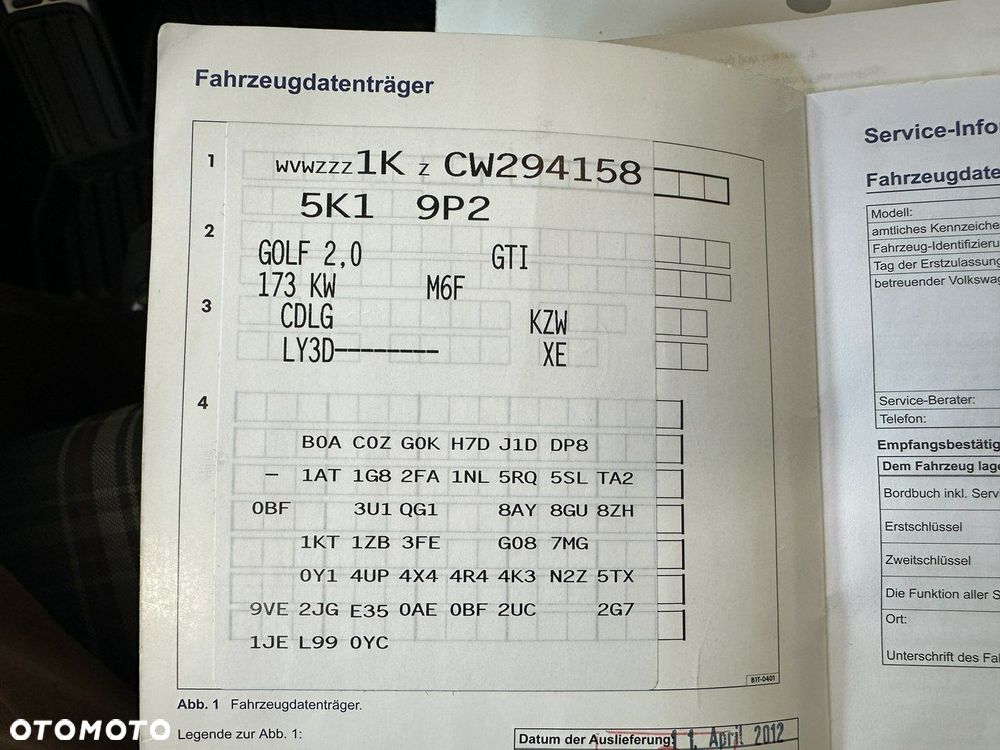 Fahrzeugdatenträger
1 WVWZZZ1K Z CW294158
5K1 9P2
2
GOLF 2,0 GTI
173 KW M6F
3
CDLG KZW
LY3D-------- XE
4
B0A C0Z G0K H7D J1D DP8
– 1AT 1G8 2FA 1NL 5RQ 5SL TA2
0BF 3U1 QG1 8AY 8GU 8ZH
1KT 1ZB 3FE G08 7MG
0Y1 4UP 4X4 4R4 4K3 N2Z 5TX
9VE 2JG E35 0AE 0BF 2UC 2G7
1JE L99 0YC
B1T-0401
Abb. 1 Fahrzeugdatenträger.
Legende zur Abb. 1:
Datum der Auslieferung: 1. April 2012
OTOMOTO
Service-Info
Fahrzeugdate
Modell:
amtliches Kennzeiche
Fahrzeug-Identifizieru
Tag der Erstzulassung
betreuender Volkswag
Service-Berater:
Telefon:
Empfangsbestätig
Dem Fahrzeug lage
Bordbuch inkl. Serv
Erstschlüssel
Zweitschlüssel
Die Funktion aller S
Ort:
Unterschrift des Fa